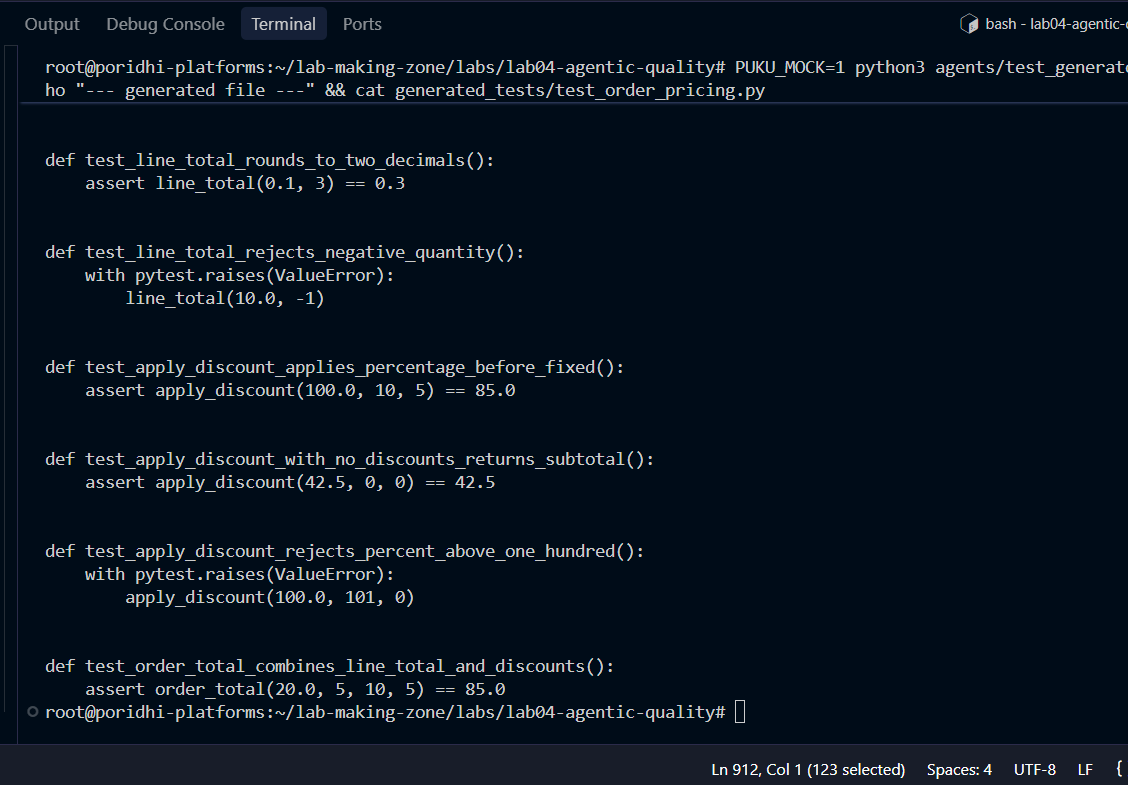 Output Debug Console Terminal Ports
bash - lab04-agentic-
root@poridhi-platforms:~/lab-making-zone/labs/lab04-agentic-quality# PUKU_MOCK=1 python3 agents/test_generat
ho "--- generated file ---" && cat generated_tests/test_order_pricing.py
def test_line_total_rounds_to_two_decimals():
    assert line_total(0.1, 3) == 0.3
def test_line_total_rejects_negative_quantity():
    with pytest.raises(ValueError):
        line_total(10.0, -1)
def test_apply_discount_applies_percentage_before_fixed():
    assert apply_discount(100.0, 10, 5) == 85.0
def test_apply_discount_with_no_discounts_returns_subtotal():
    assert apply_discount(42.5, 0, 0) == 42.5
def test_apply_discount_rejects_percent_above_one_hundred():
    with pytest.raises(ValueError):
        apply_discount(100.0, 101, 0)
def test_order_total_combines_line_total_and_discounts():
    assert order_total(20.0, 5, 10, 5) == 85.0
root@poridhi-platforms:~/lab-making-zone/labs/lab04-agentic-quality#
Ln 912, Col 1 (123 selected) Spaces: 4 UTF-8 LF {